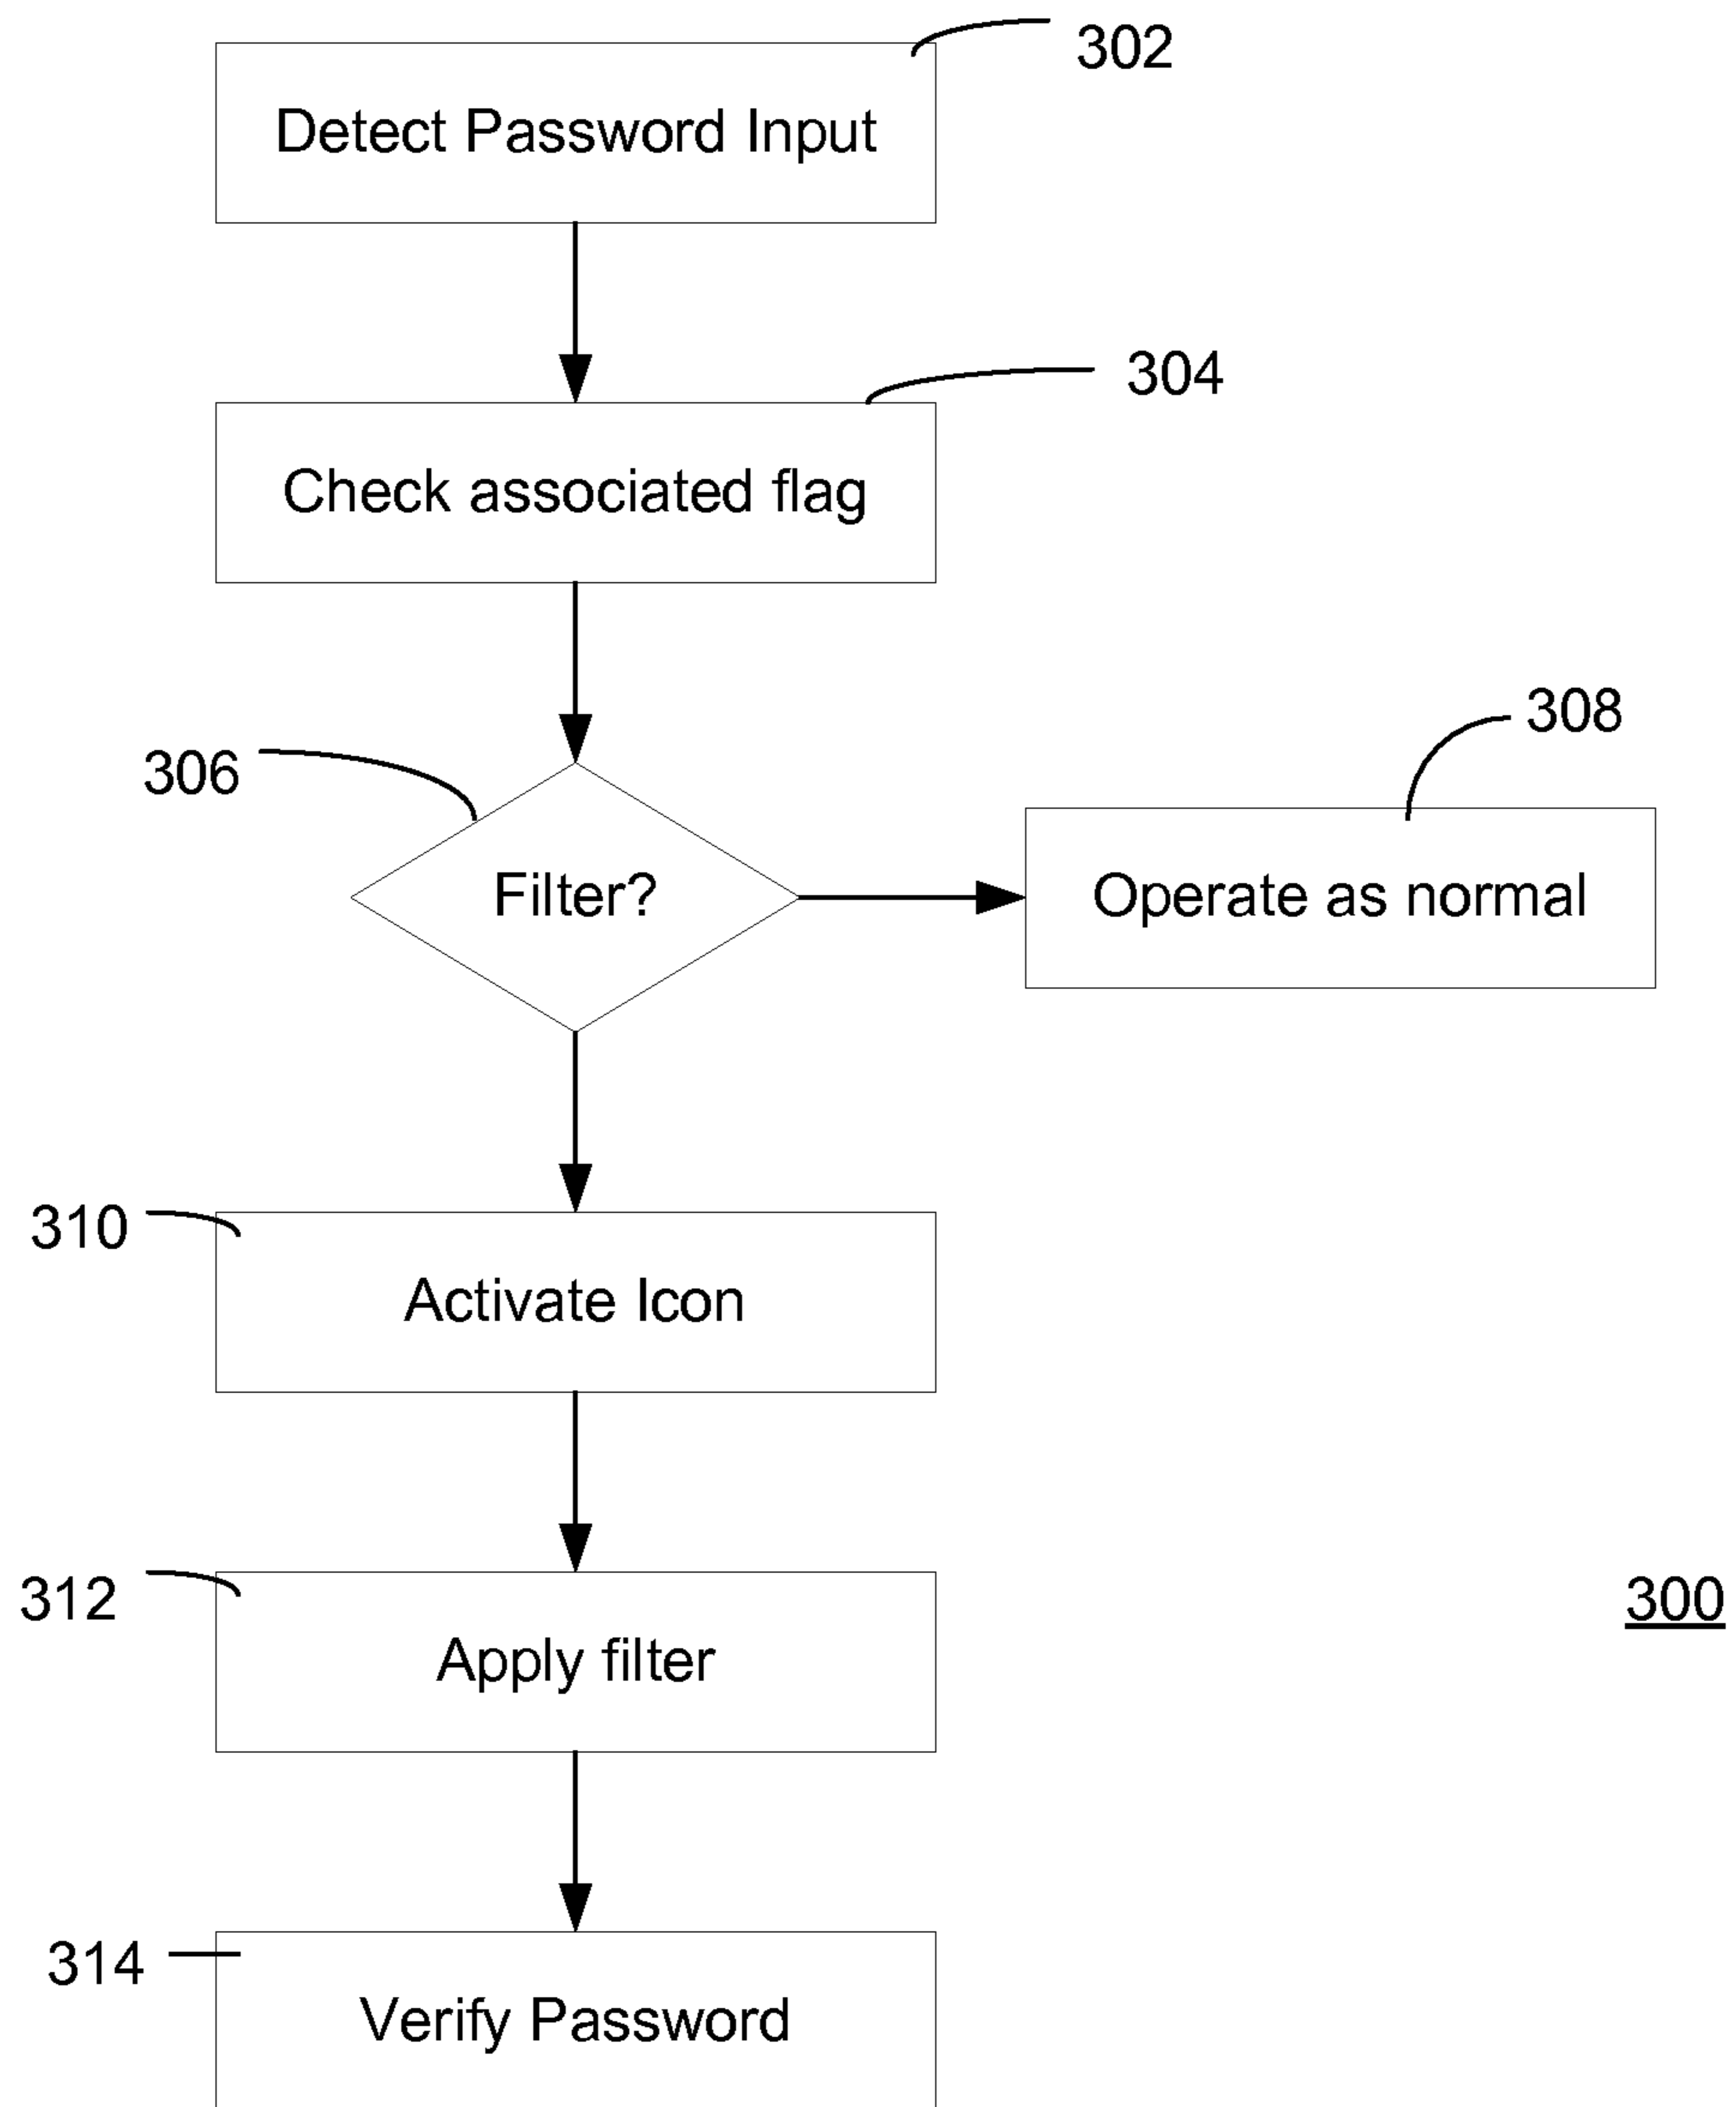 302
Detect Password Input
304
Check associated flag
306
308
Filter?
Operate as normal
310
Activate Icon
312
300
Apply filter
314
Verify Password